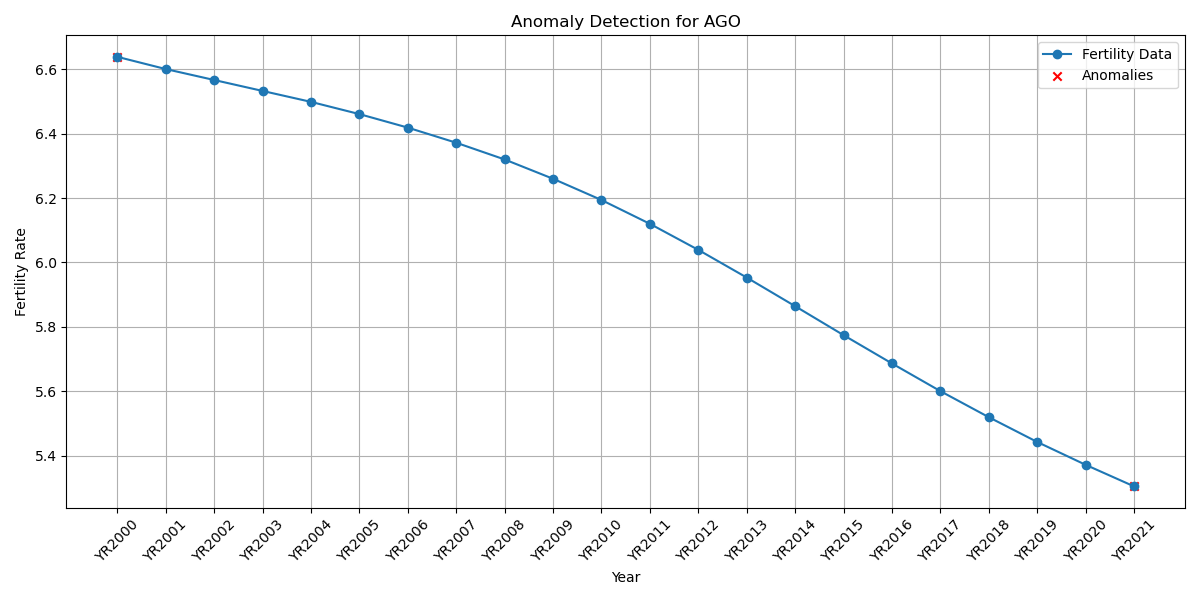 Anomaly Detection for AGO
Fertility Data
Anomalies
Fertility Rate
6.6
6.4
6.2
6.0
5.8
5.6
5.4
YR2000
YR2001
YR2002
YR2003
YR2004
YR2005
YR2006
YR2007
YR2008
YR2009
YR2010
YR2011
YR2012
YR2013
YR2014
YR2015
YR2016
YR2017
YR2018
YR2019
YR2020
YR2021
Year